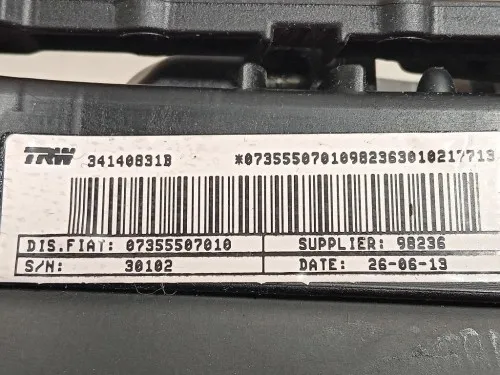 TRW 34140831B *07355507010982363010217713
DIS.FIAT: 07355507010 SUPPLIER: 98236
S/N: 30102 DATE: 26-06-13